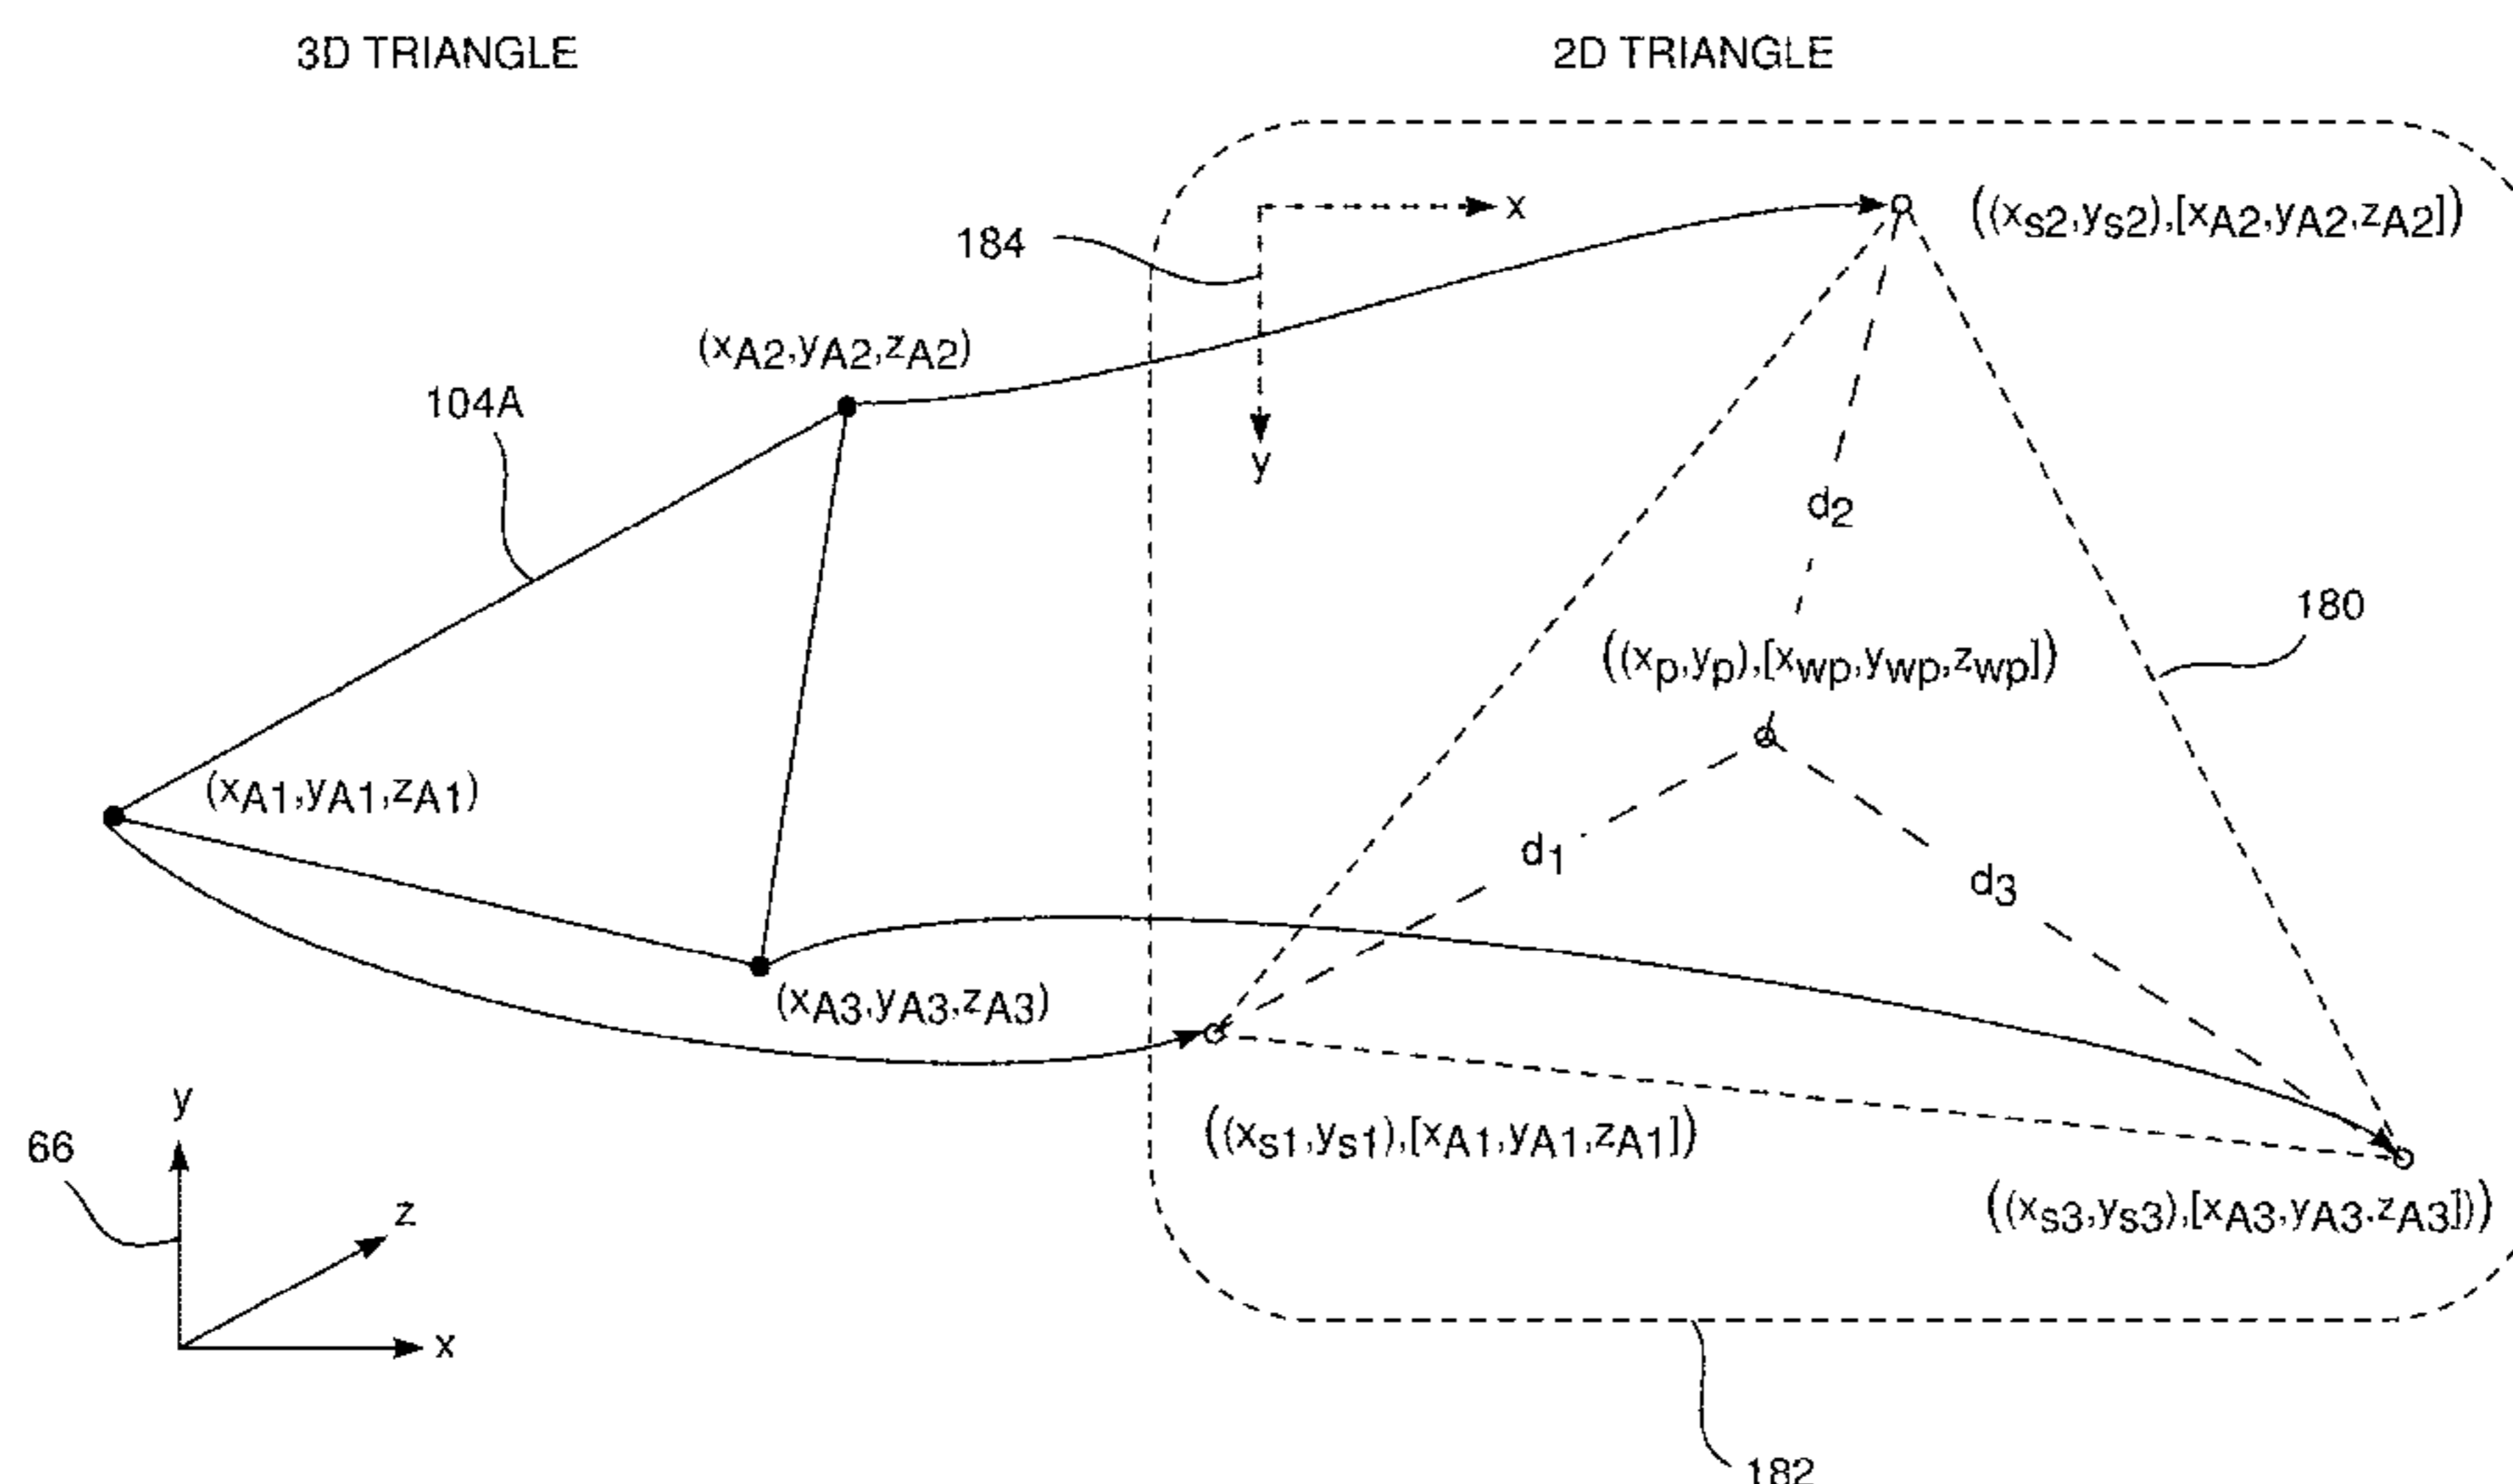 3D TRIANGLE
2D TRIANGLE
184
x
y
((xs2,ys2),[xA2,yA2,zA2])
(xA2,yA2,zA2)
104A
d2
180
((xp,yp),[xwp,ywp,zwp])
(xA1,yA1,zA1)
d1
d3
(xA3,yA3,zA3)
((xs1,ys1),[xA1,yA1,zA1])
((xs3,ys3),[xA3,yA3.zA3]))
66
y
z
x
182